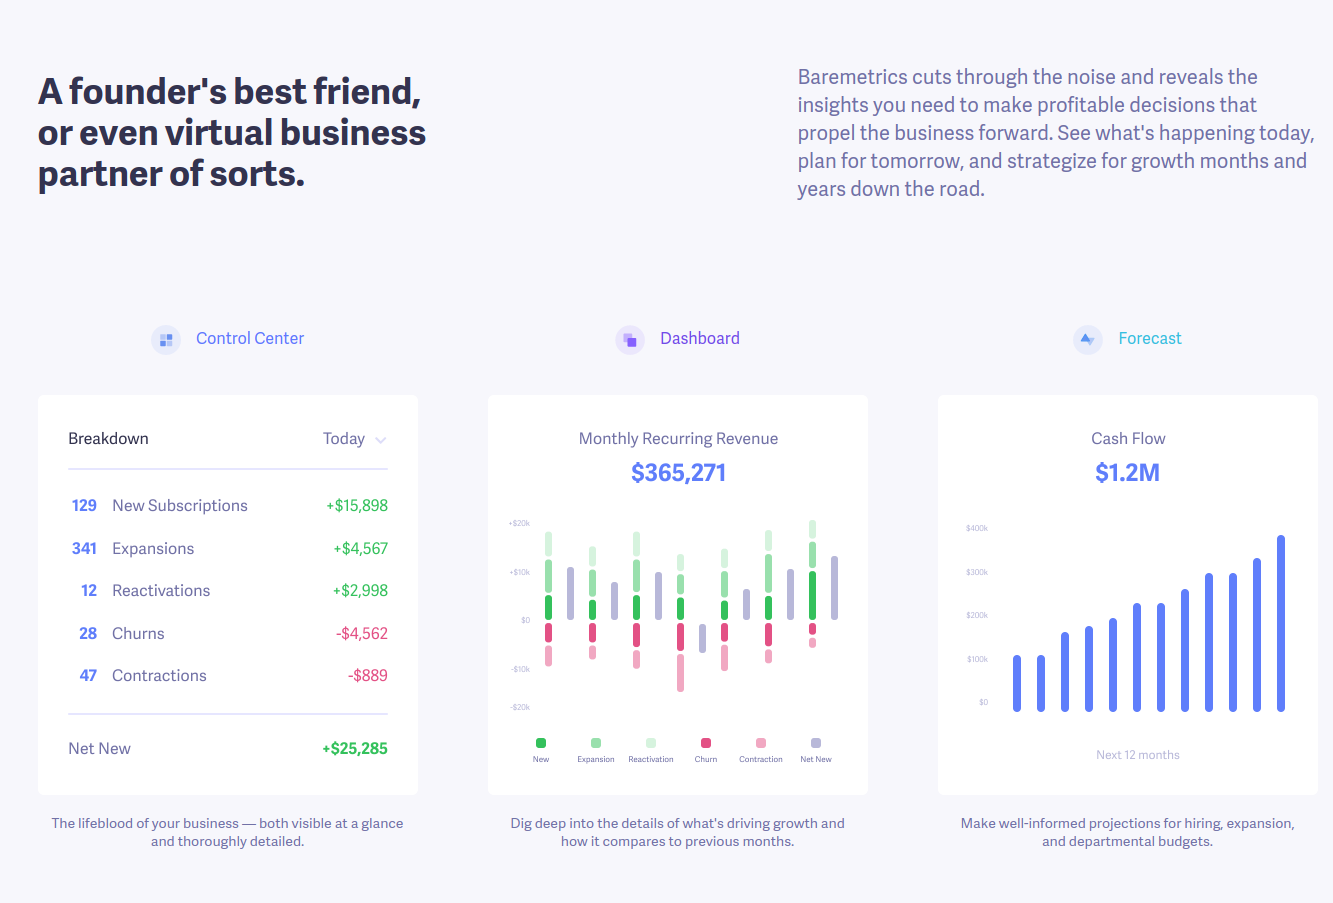 A founder's best friend,
or even virtual business
partner of sorts.
Baremetrics cuts through the noise and reveals the
insights you need to make profitable decisions that
propel the business forward. See what's happening today,
plan for tomorrow, and strategize for growth months and
years down the road.
Control Center
Breakdown Today
129 New Subscriptions +$15,898
341 Expansions +$4,567
12 Reactivations +$2,998
28 Churns -$4,562
47 Contractions -$889
Net New +$25,285
The lifeblood of your business — both visible at a glance
and thoroughly detailed.
Dashboard
Monthly Recurring Revenue
$365,271
+$20k
+$10k
$0
-$10k
-$20k
New Expansion Reactivation Churn Contraction Net New
Dig deep into the details of what's driving growth and
how it compares to previous months.
Forecast
Cash Flow
$1.2M
$400k
$300k
$200k
$100k
$0
Next 12 months
Make well-informed projections for hiring, expansion,
and departmental budgets.